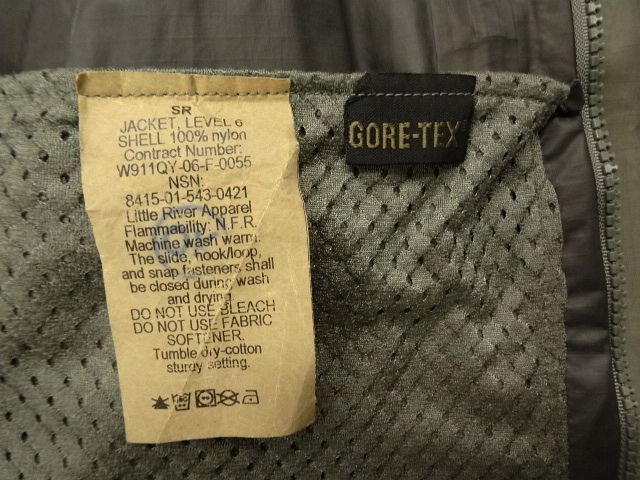 SR
JACKET, LEVEL 6
SHELL 100% nylon
Contract Number:
W911QY-06-F-0055
NSN:
8415-01-543-0421
Little River Apparel
Flammability: N.F.R.
Machine wash warm.
The slide, hook/loop,
and snap fasteners shall
be closed during wash
and drying.
DO NOT USE BLEACH
DO NOT USE FABRIC
SOFTENER.
Tumble dry-cotton
sturdy setting.
GORE-TEX®